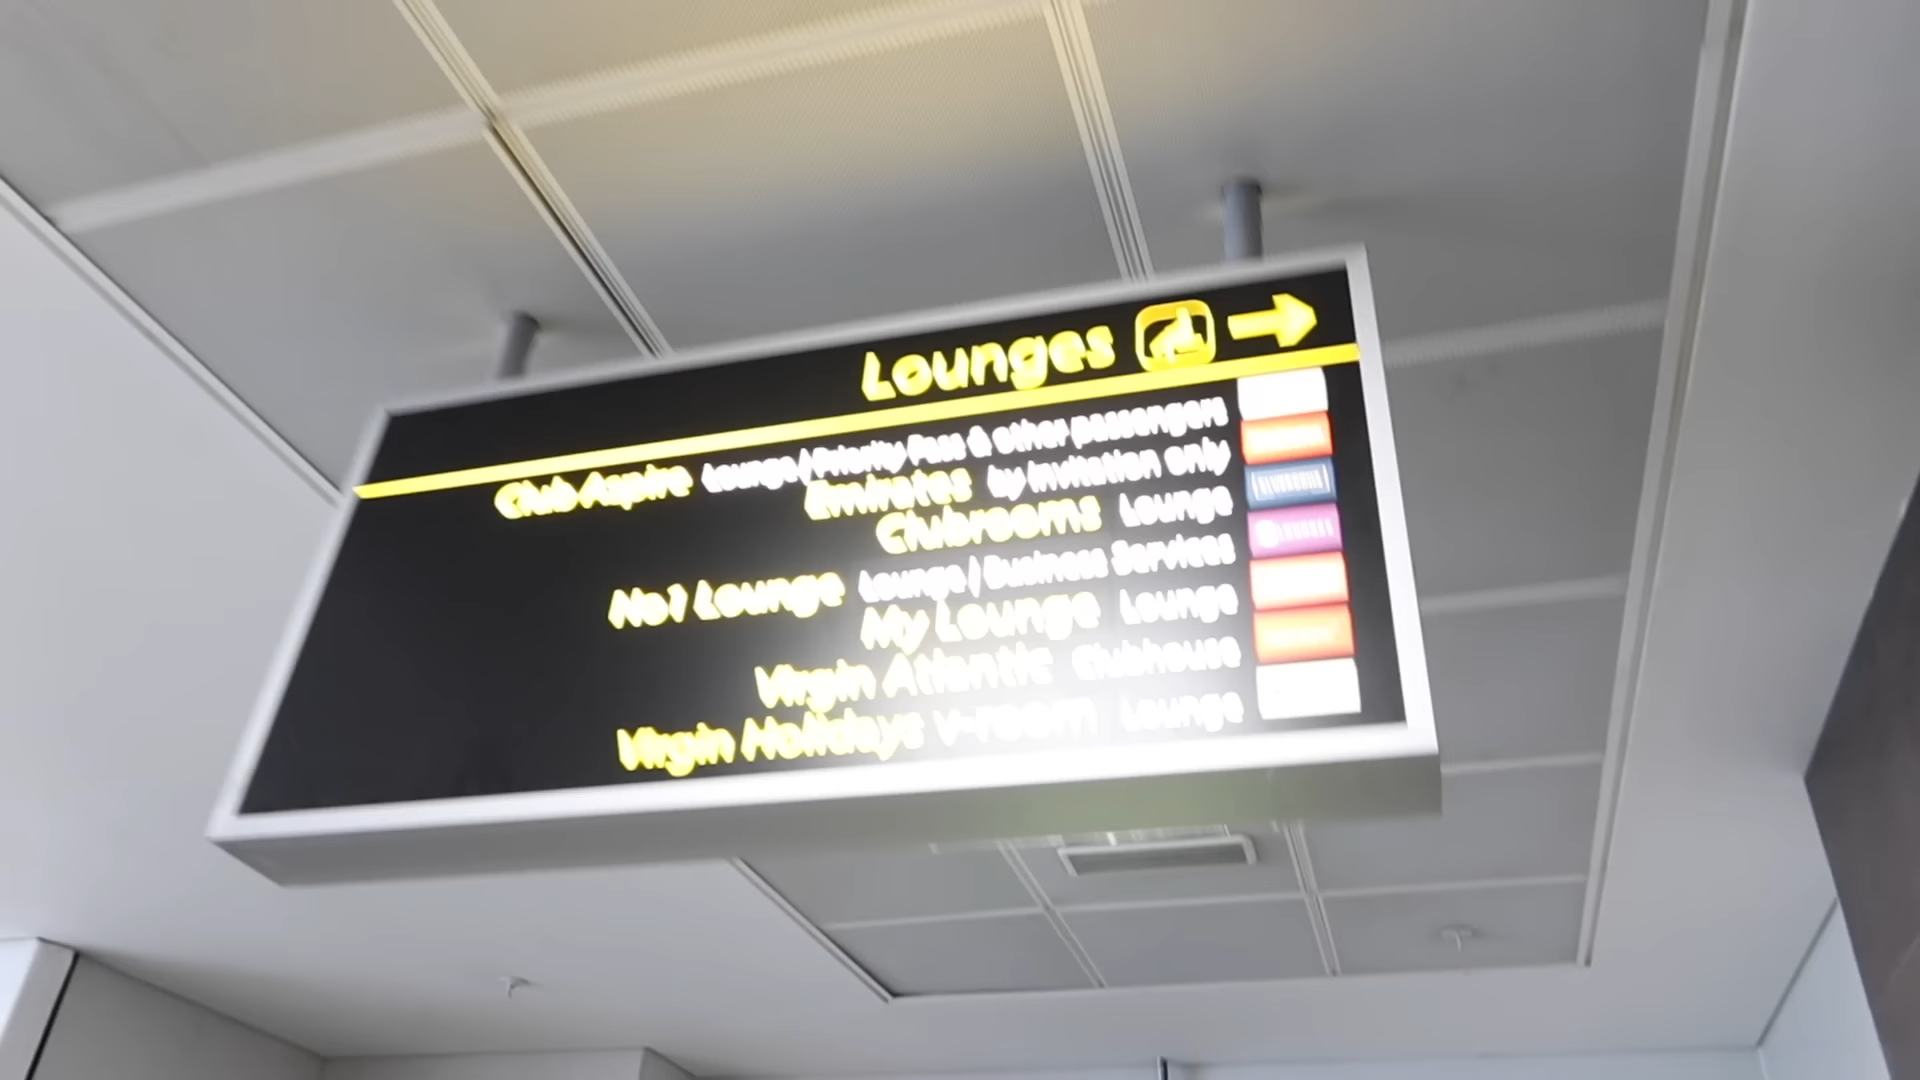 Lounges
Club Aspire Lounge / Priority Pass & other passengers
Emirates by invitation only
Clubrooms Lounge
No1 Lounge Lounge / Business Services
My Lounge Lounge
Virgin Atlantic Clubhouse
Virgin Holidays v-room Lounge